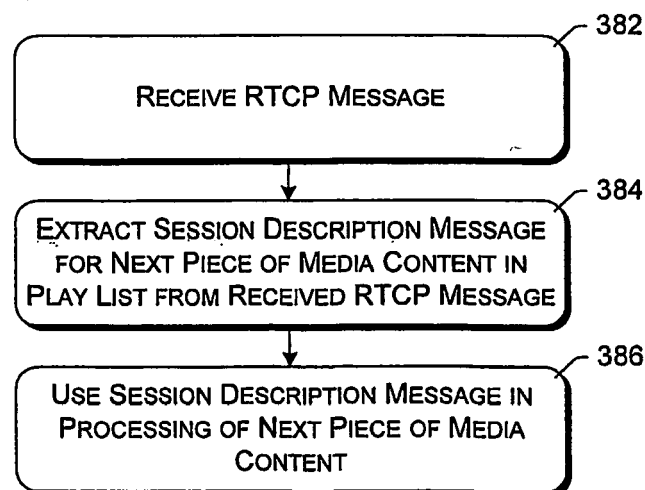 382
RECEIVE RTCP MESSAGE
384
EXTRACT SESSION DESCRIPTION MESSAGE
FOR NEXT PIECE OF MEDIA CONTENT IN
PLAY LIST FROM RECEIVED RTCP MESSAGE
386
USE SESSION DESCRIPTION MESSAGE IN
PROCESSING OF NEXT PIECE OF MEDIA
CONTENT